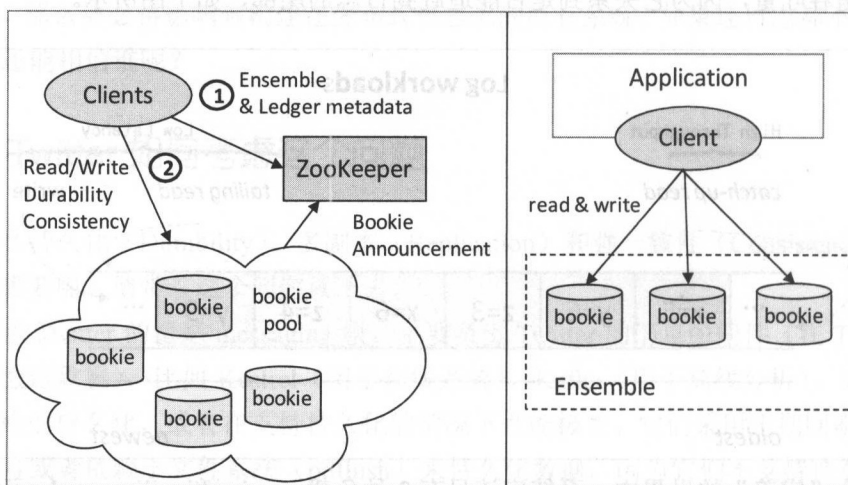 Clients
① Ensemble
& Ledger metadata
②
Read/Write
Durability
Consistency
ZooKeeper
Bookie
Announcernent
bookie
pool
bookie
bookie
bookie
bookie
Application
Client
read & write
bookie
bookie
bookie
Ensemble